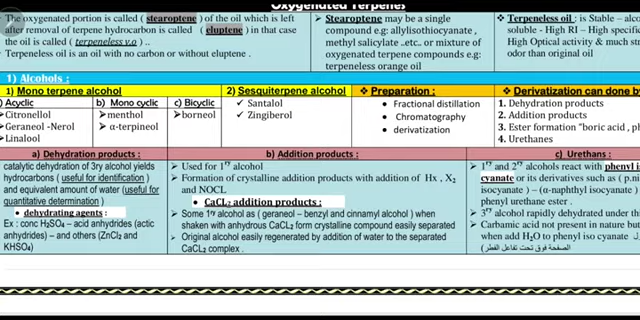 Oxygenated Terpenes
The oxygenated portion is called ( stearoptene ) of the oil which is left
after removal of terpene hydrocarbon is called ( eluptene ) in that case
the oil is called ( terpeneless v.o ) ..
Terpeneless oil is an oil with no carbon or without eluptene .
➢ Stearoptene may be a single
compound e.g: allylisothiocyanate ,
methyl salicylate ..etc.. or mixture of
oxygenated terpene compounds e.g:
terpeneless orange oil
➢ Terpeneless oil : is Stable – alco
soluble - High RI – High specific
High Optical activity & much str
odor than original oil
1) Alcohols :
1) Mono terpene alcohol
2) Sesquiterpene alcohol
❖ Preparation :
❖ Derivatization can done by
) Acyclic
b) Mono cyclic
c) Bicyclic
➢Citronellol
➢Geraneol -Nerol
➢Linalool
➢menthol
➢ α-terpineol
➢borneol
✓ Santalol
✓ Zingiberol
• Fractional distillation
• Chromatography
• derivatization
1. Dehydration products
2. Addition products
3. Ester formation "boric acid , ph
4. Urethanes
a) Dehydration products :
catalytic dehydration of 3ry alcohol yields
hydrocarbons ( useful for identification )
and equivalent amount of water (useful for
quantitative determination )
• dehydrating agents :
Ex : conc H₂SO₄ – acid anhydrides (actic
anhydrides) – and others (ZnCl₂ and
KHSO₄)
b) Addition products :
➢ Used for 1ʳʸ alcohol
➢ Formation of crystalline addition products with addition of Hx , X₂
and NOCL
• CaCL₂ addition products :
➢ Some 1ʳʸ alcohol as ( geraneol – benzyl and cinnamyl alcohol ) when
shaken with anhydrous CaCL₂ form crystalline compound easily separated
➢ Original alcohol easily regenerated by addition of water to the separated
CaCL₂ complex .
c) Urethans :
➢ 1ʳʸ and 2ʳʸ alcohols react with phenyl is
cyanate or its derivatives such as ( p.ni
isocyanate ) – (α-naphthyl isocyanate )
phenyl urethane ester .
➢ 3ʳʸ alcohol rapidly dehydrated under the
➢ Carbamic acid not present in nature but
when add H₂O to phenyl iso cyanate
الصفحة فوق تحت تفاعل الفطر)